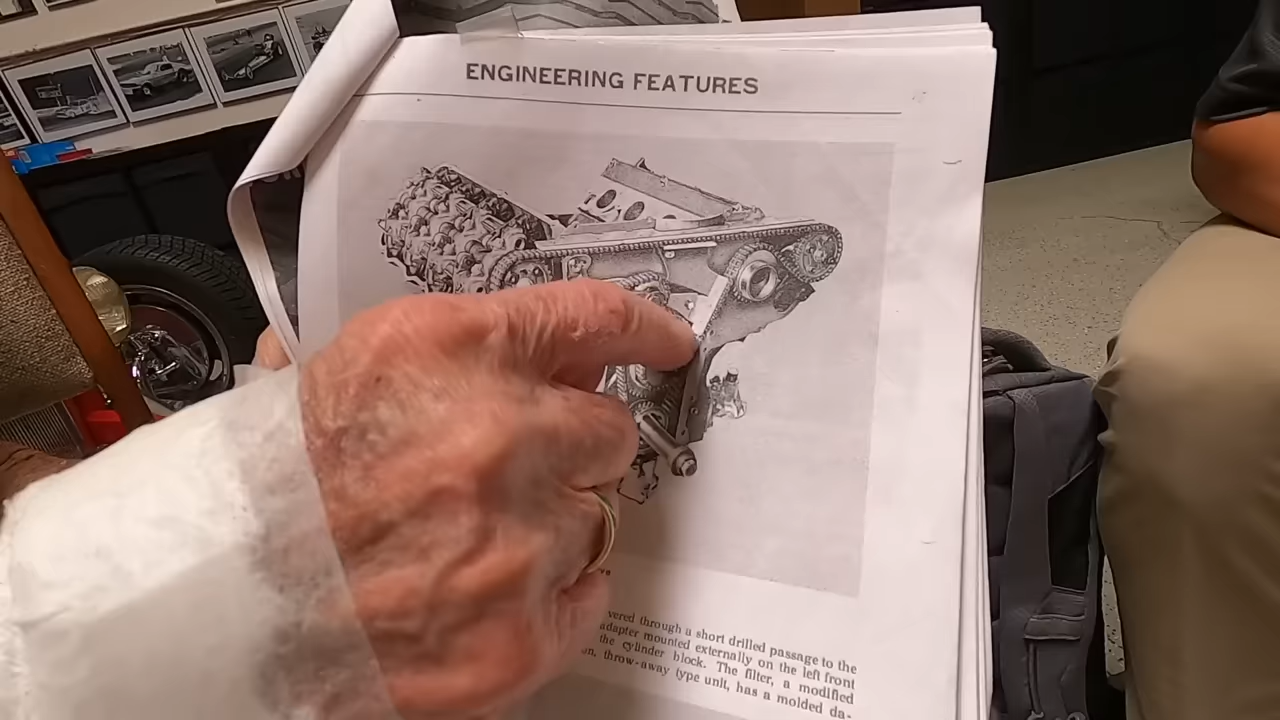 ENGINEERING FEATURES
vered through a short drilled passage to the
adapter mounted externally on the left front
the cylinder block. The filter, a modified
throw-away type unit, has a molded da-